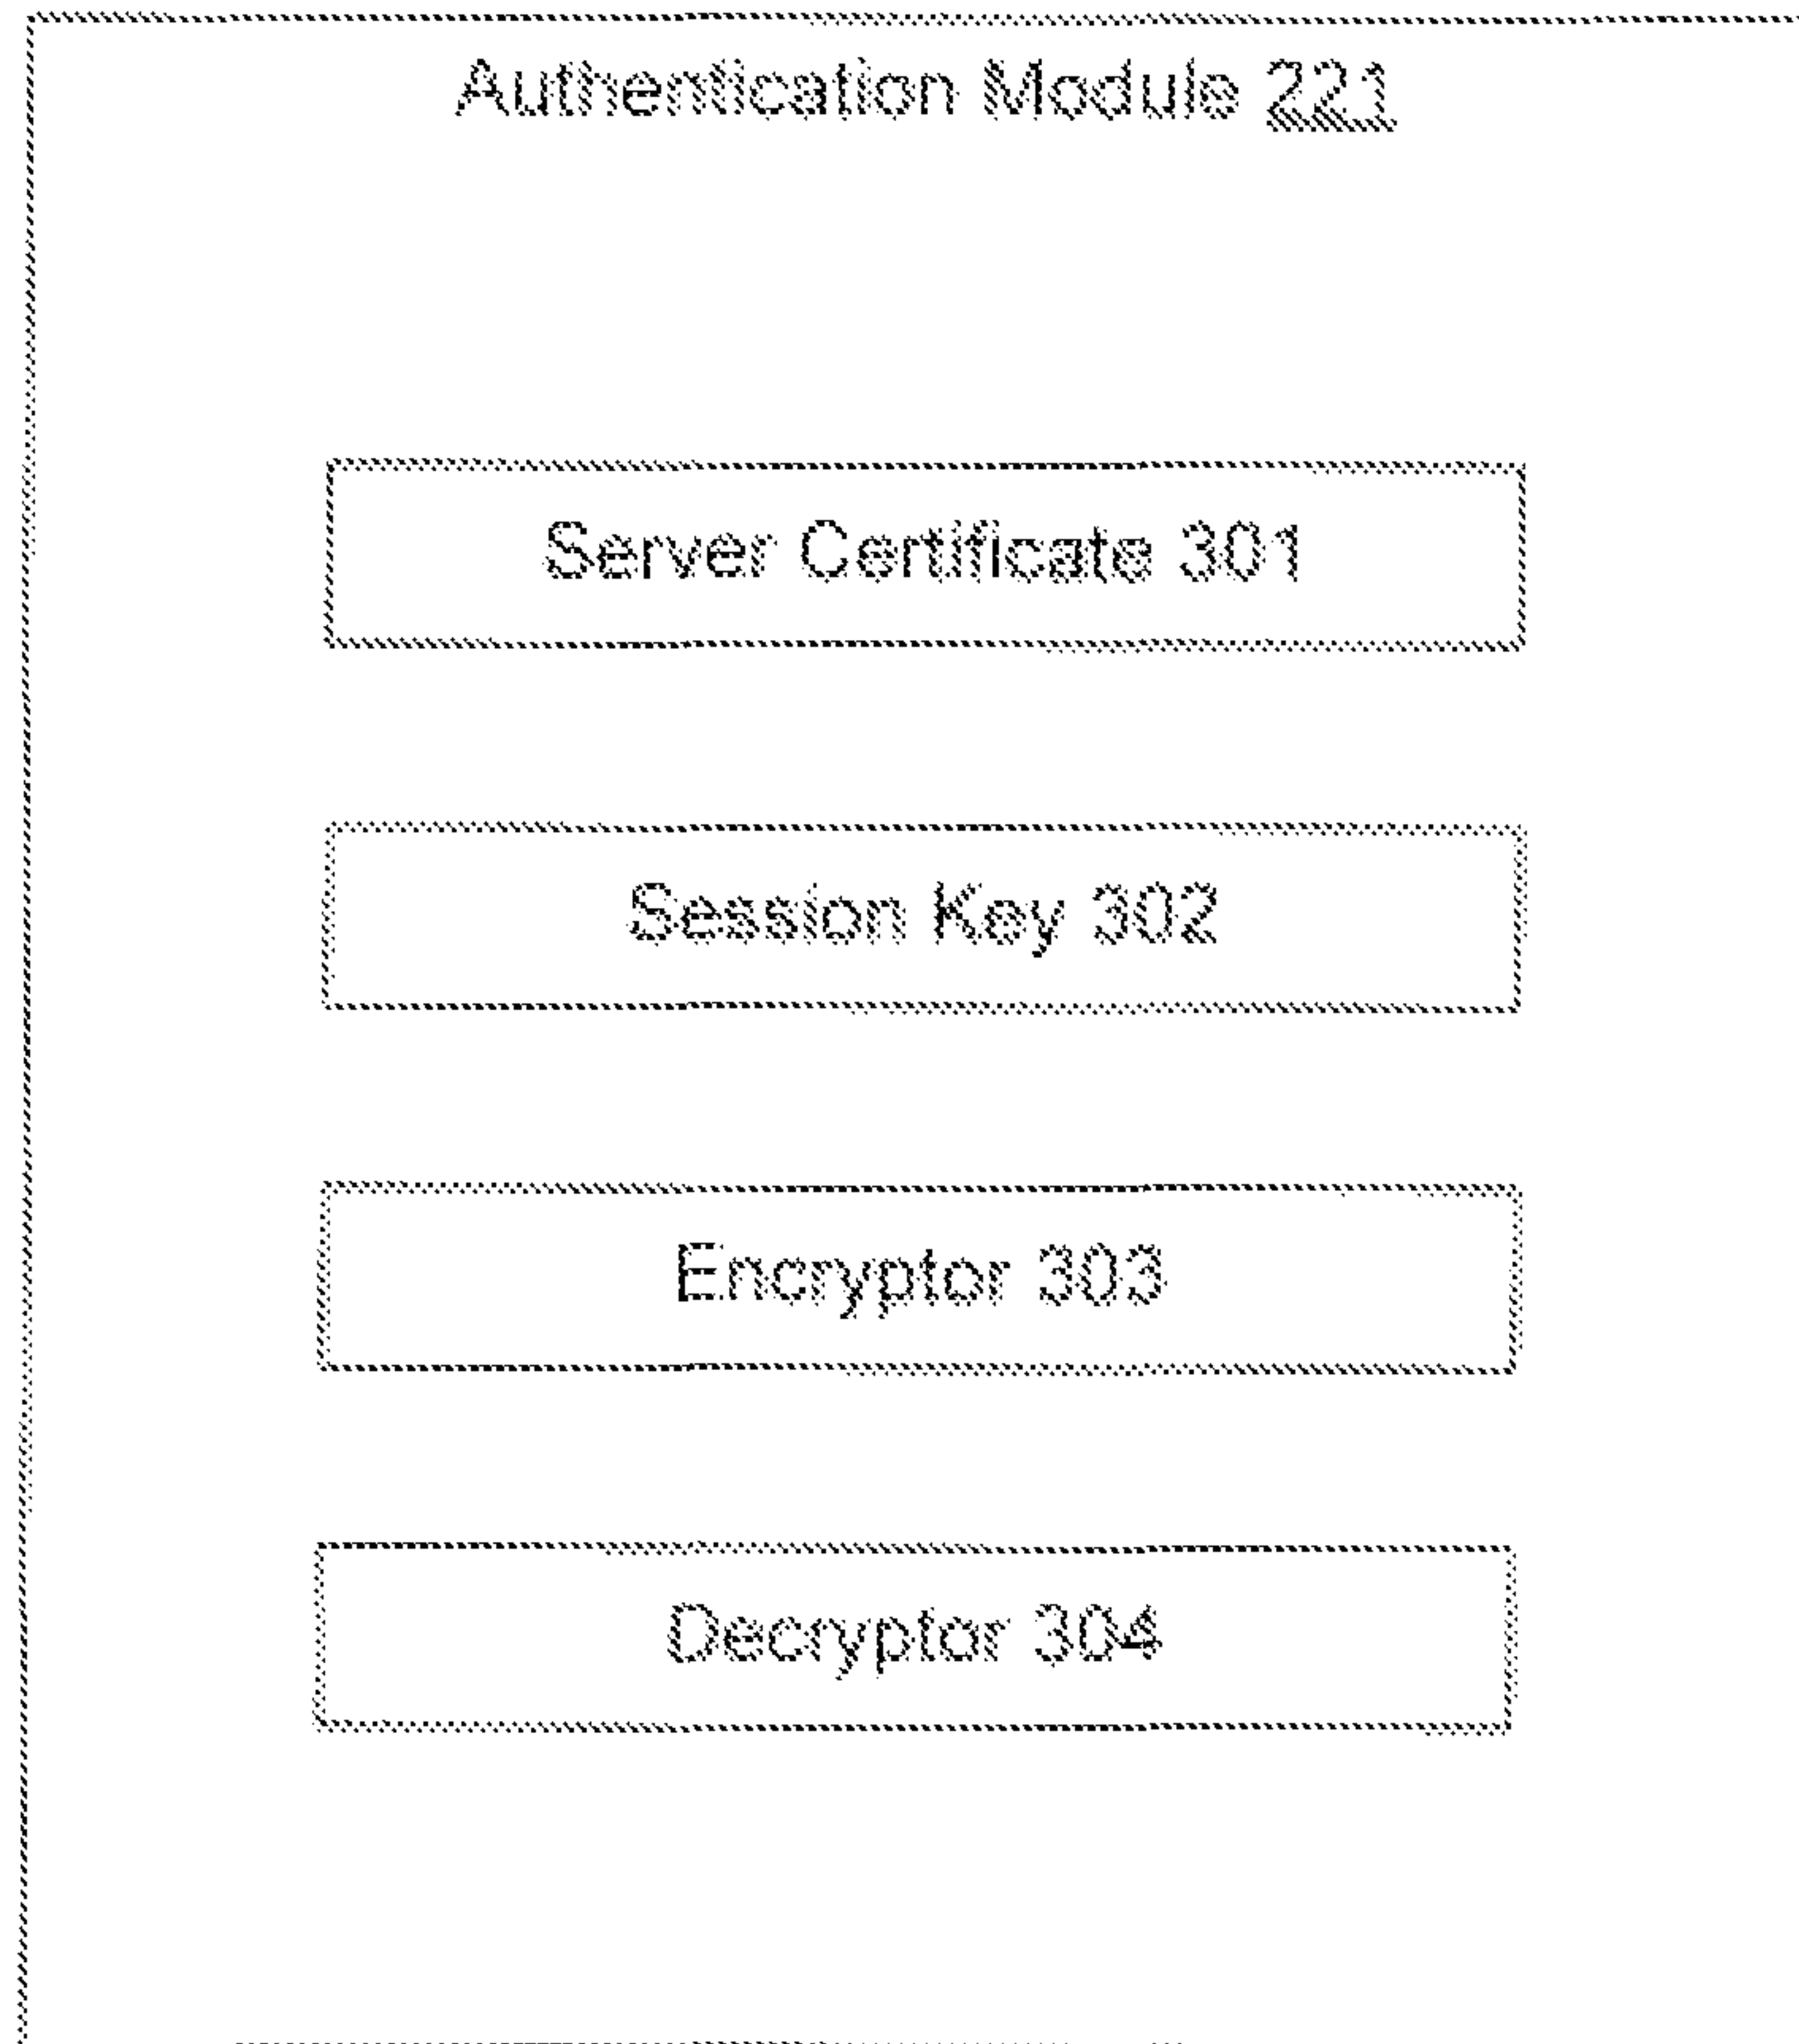 Authentication Module 221
Server Certificate 301
Session Key 302
Encryptor 303
Decryptor 304